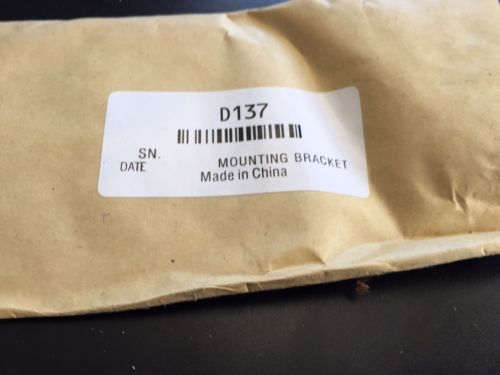 D137
SN.
DATE
MOUNTING BRACKET
Made in China